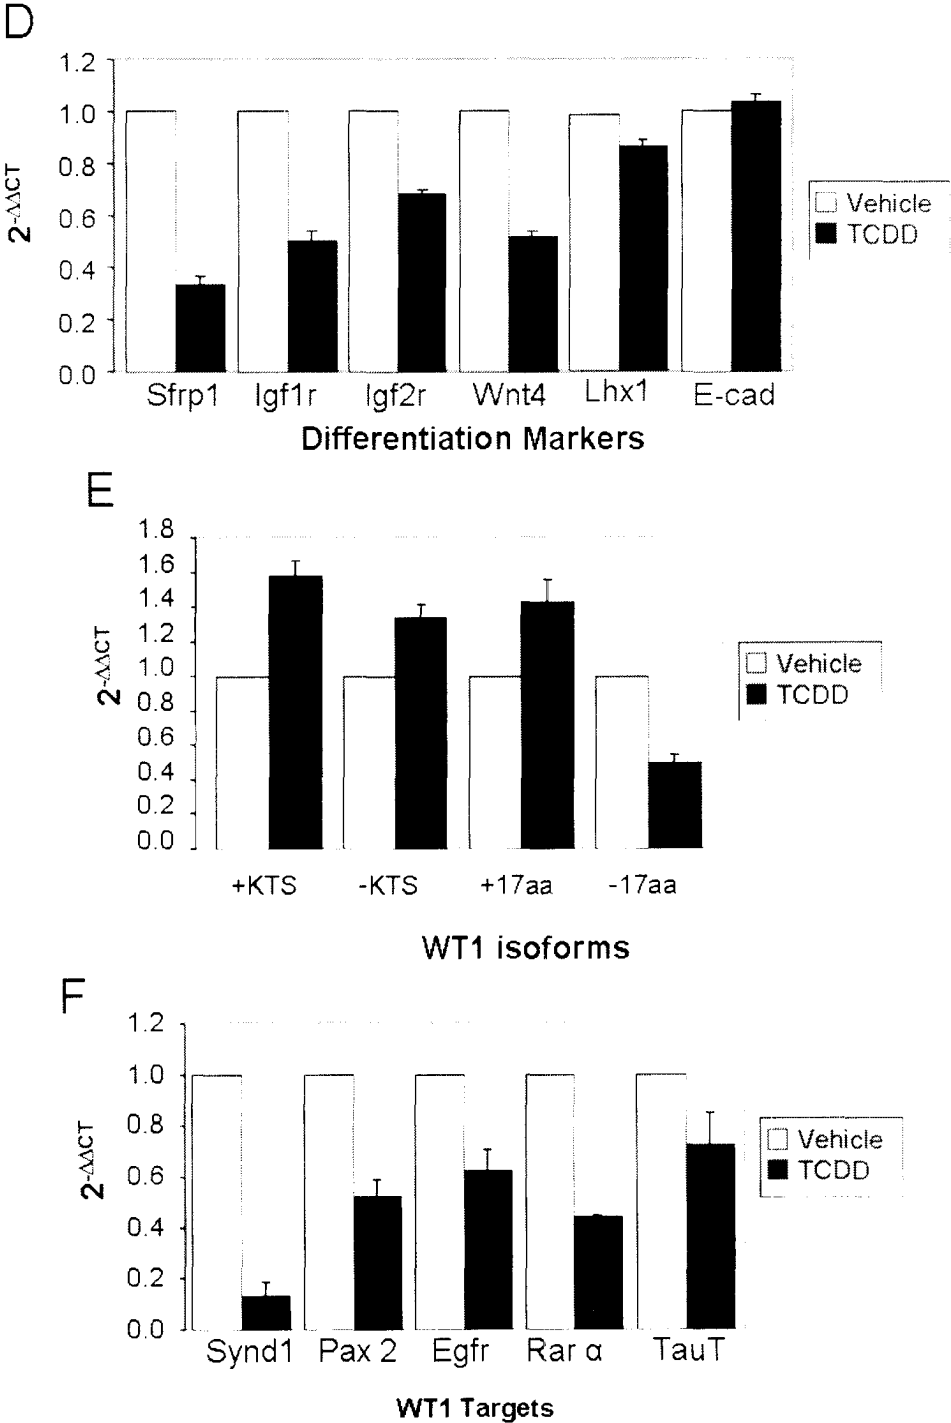 D
1.2
1.0
0.8
0.6
0.4
0.2
0.0
2-ΔΔCT
Vehicle
TCDD
Sfrp1 Igf1r Igf2r Wnt4 Lhx1 E-cad
Differentiation Markers
E
1.8
1.6
1.4
1.2
1.0
0.8
0.6
0.4
0.2
0.0
2-ΔΔCT
Vehicle
TCDD
+KTS -KTS +17aa -17aa
WT1 isoforms
F
1.2
1.0
0.8
0.6
0.4
0.2
0.0
2-ΔΔCT
Vehicle
TCDD
Synd1 Pax 2 Egfr Rar α TauT
WT1 Targets